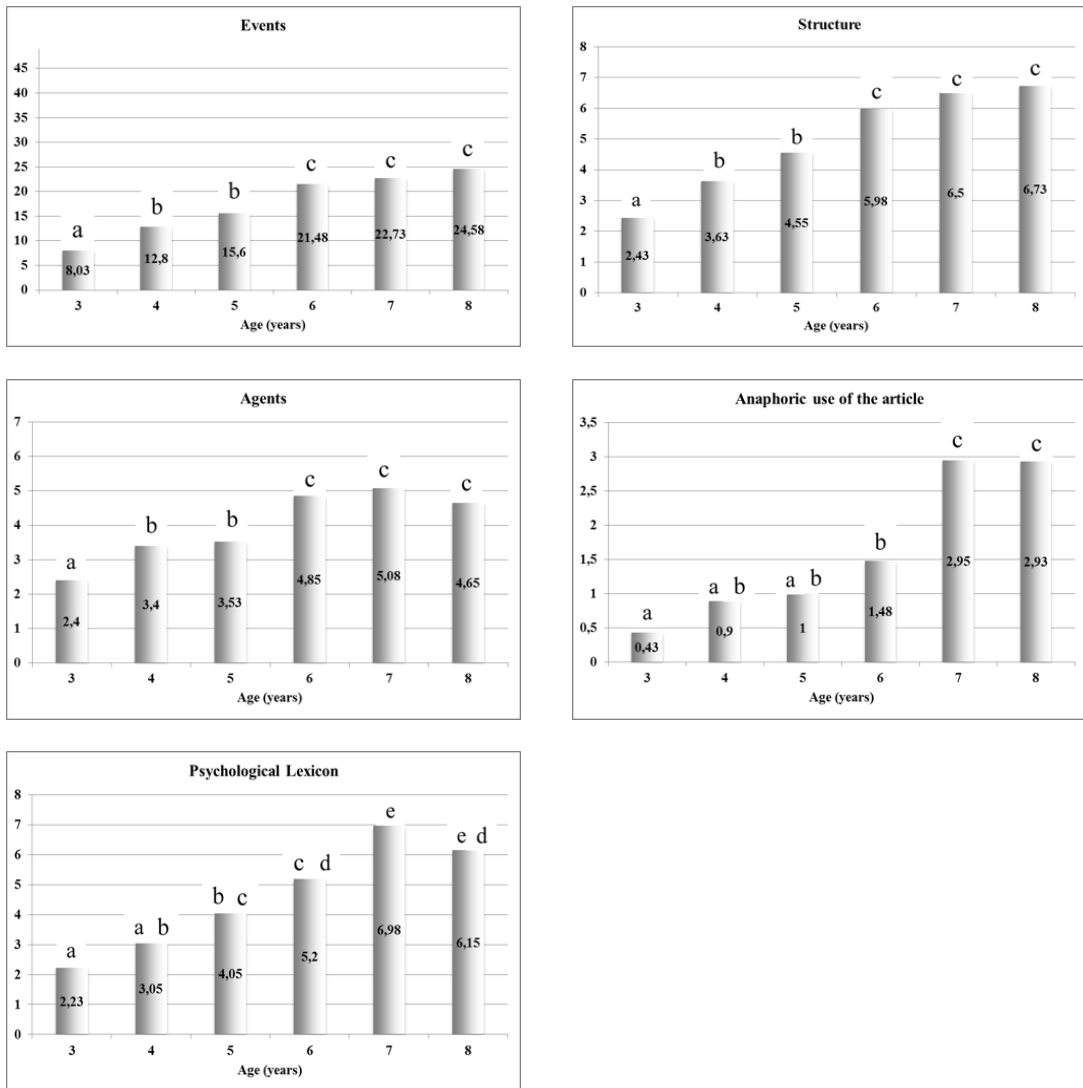 Events
45
40
35
30
25
20
15
10
5
0
a
b
b
c
c
c
8,03
12,8
15,6
21,48
22,73
24,58
3 4 5 6 7 8
Age (years)
Structure
8
7
6
5
4
3
2
1
0
a
b
b
c
c
c
2,43
3,63
4,55
5,98
6,5
6,73
3 4 5 6 7 8
Age (years)
Agents
7
6
5
4
3
2
1
0
a
b
b
c
c
c
2,4
3,4
3,53
4,85
5,08
4,65
3 4 5 6 7 8
Age (years)
Anaphoric use of the article
3,5
3
2,5
2
1,5
1
0,5
0
a
a b
a b
b
c
c
0,43
0,9
1
1,48
2,95
2,93
3 4 5 6 7 8
Age (years)
Psychological Lexicon
8
7
6
5
4
3
2
1
0
a
a b
b c
c d
e
e d
2,23
3,05
4,05
5,2
6,98
6,15
3 4 5 6 7 8
Age (years)